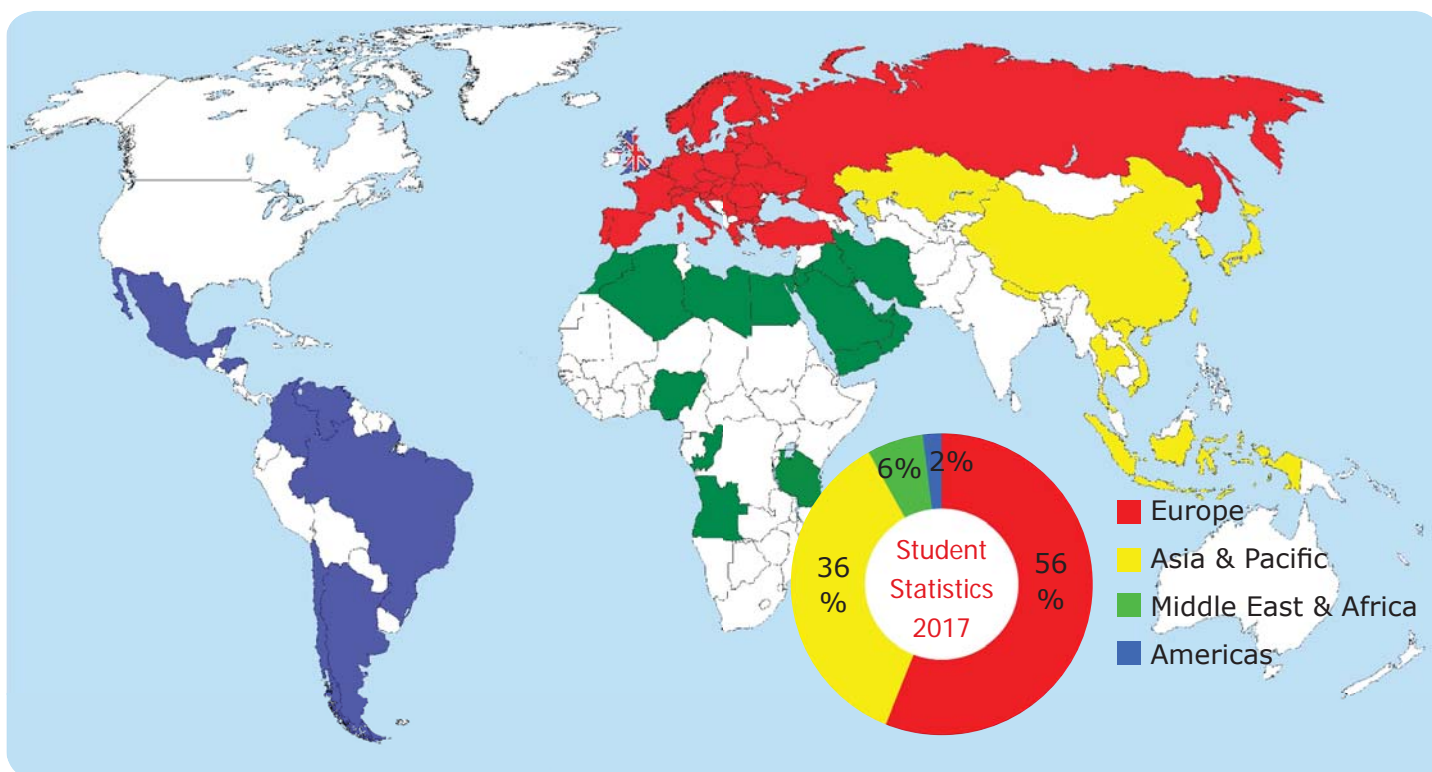 6%
2%
36
%
56
%
Student
Statistics
2017
Europe
Asia & Pacific
Middle East & Africa
Americas